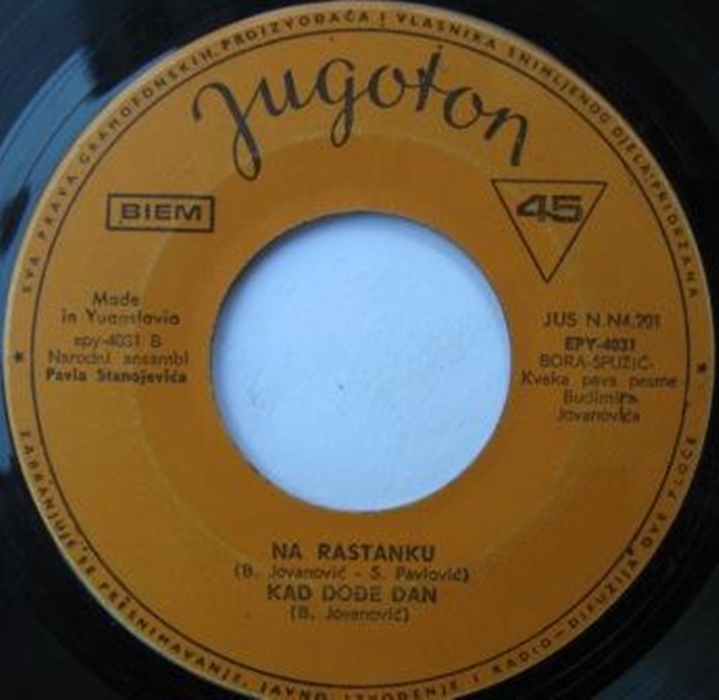 SVA PRAVA GRAMOFONSKIH PROIZVOĐAČA I VLASNIKA SNIMLJENOG DJELA PRIDRŽANA
Jugoton
BIEM
45
Made
in Yugoslavia
epy-4031 B
Narodni ansambl
Pavla Stanojevića
JUS N.N4.201
EPY-4031
BORA SPUŽIĆ-
Kvaka peva pesme
Budimira
Jovanovića
NA RASTANKU
(B. Jovanović - S. Pavlović)
KAD DOĐE DAN
(B. Jovanović)
ZABRANJUJE SE PRESNIMAVANJE, JAVNO IZVOĐENJE I RADIO-DIFUZIJA OVE PLOČE